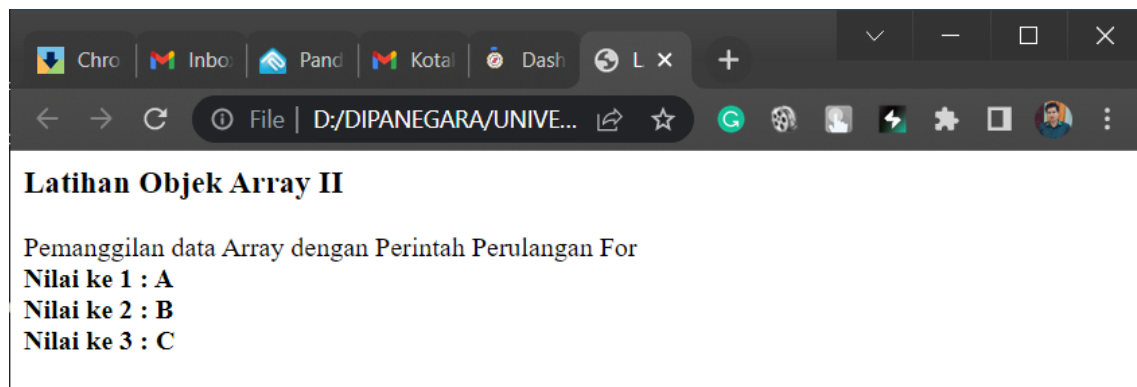 Chro Inbo Pand Kotal Dash L
File D:/DIPANEGARA/UNIVE...
Latihan Objek Array II
Pemanggilan data Array dengan Perintah Perulangan For
Nilai ke 1 : A
Nilai ke 2 : B
Nilai ke 3 : C